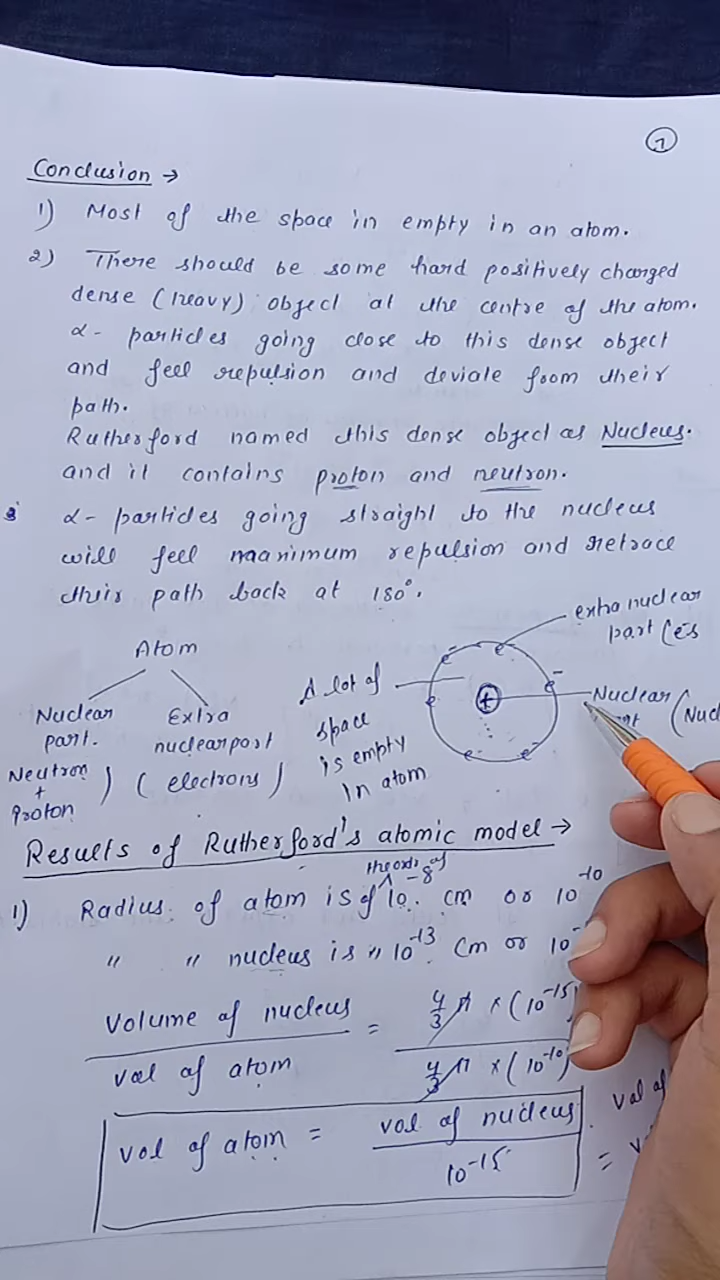 7
Conclusion →
1) Most of the space in empty in an atom.
2) There should be some hard positively charged
dense (heavy) object at the centre of the atom.
α- particles going close to this dense object
and feel repulsion and deviate from their
path.
Rutherford named this dense object as Nucleus.
and it contains proton and neutron.
3 α- particles going straight to the nucleus
will feel maximum repulsion and retrace
their path back at 180°.
Atom
Nuclear part.
(Neutron + Proton)
Extra nuclear part
(electrons)
A lot of
space
is empty
in atom
e- e- e- e e- e-
+
extra nuclear
part (es
Nuclear
(Nucl
Results of Rutherford's atomic model →
1) Radius of atom is of the order of 10-8 cm or 10-10
" " nucleus is " 10-13 cm or 10-
Volume of nucleus / vol of atom = 4/3 π × (10-15) / 4/3 π × (10-10)
vol of atom = vol of nucleus / 10-15 .
vol of
= v